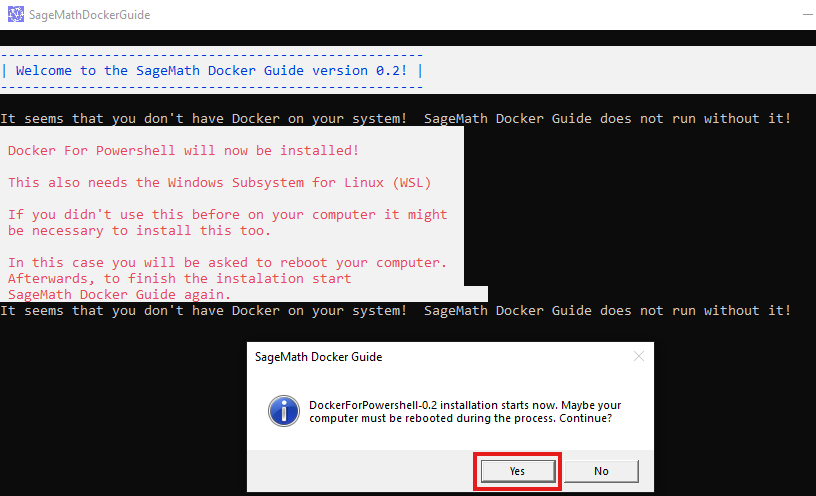 SageMathDockerGuide
---------------------------------------------------
| Welcome to the SageMath Docker Guide version 0.2! |
---------------------------------------------------
It seems that you don't have Docker on your system!  SageMath Docker Guide does not run without it!
Docker For Powershell will now be installed!
This also needs the Windows Subsystem for Linux (WSL)
If you didn't use this before on your computer it might
be necessary to install this too.
In this case you will be asked to reboot your computer.
Afterwards, to finish the instalation start
SageMath Docker Guide again.
It seems that you don't have Docker on your system!  SageMath Docker Guide does not run without it!
SageMath Docker Guide
DockerForPowershell-0.2 installation starts now. Maybe your
computer must be rebooted during the process. Continue?
Yes No